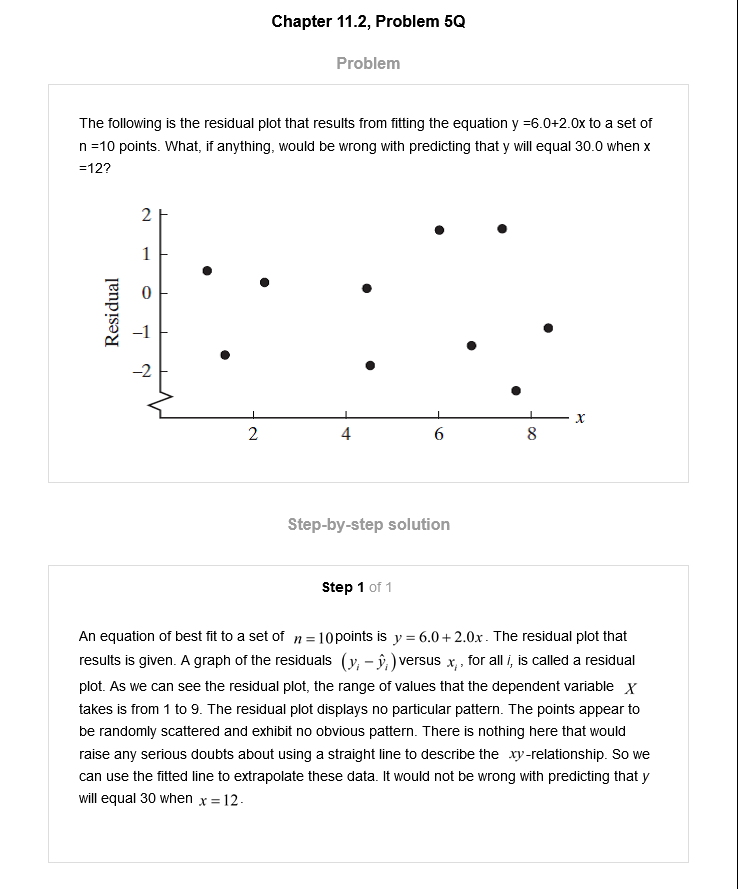 Chapter 11.2, Problem 5Q
Problem
The following is the residual plot that results from fitting the equation y =6.0+2.0x to a set of
n =10 points. What, if anything, would be wrong with predicting that y will equal 30.0 when x
=12?
2
1
0
−1
−2
Residual
2 4 6 8 x
Step-by-step solution
Step 1 of 1
An equation of best fit to a set of n = 10 points is y = 6.0 + 2.0x. The residual plot that
results is given. A graph of the residuals (yᵢ − ŷᵢ) versus xᵢ, for all i, is called a residual
plot. As we can see the residual plot, the range of values that the dependent variable X
takes is from 1 to 9. The residual plot displays no particular pattern. The points appear to
be randomly scattered and exhibit no obvious pattern. There is nothing here that would
raise any serious doubts about using a straight line to describe the xy-relationship. So we
can use the fitted line to extrapolate these data. It would not be wrong with predicting that y
will equal 30 when x = 12.